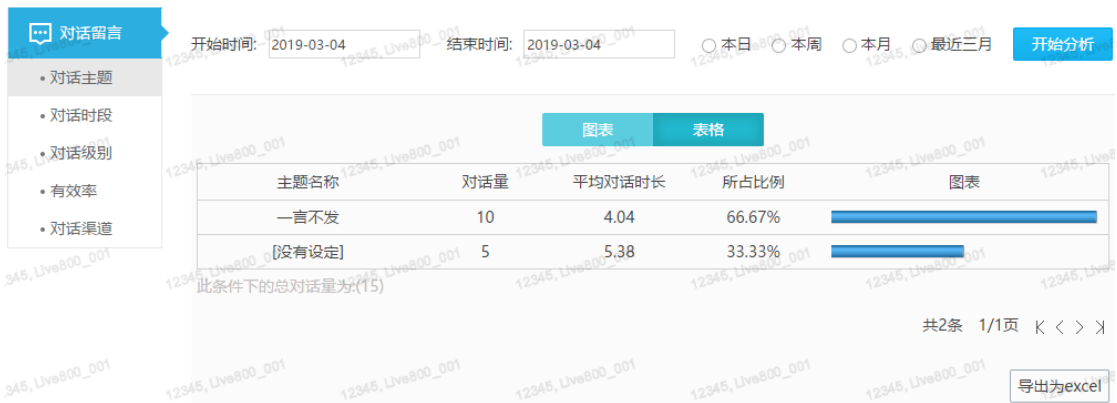 对话留言
对话主题
对话时段
对话级别
有效率
对话渠道
开始时间: 2019-03-04 结束时间: 2019-03-04 本日 本周 本月 最近三月 开始分析
图表 表格
主题名称 对话量 平均对话时长 所占比例 图表
一言不发 10 4.04 66.67%
[没有设定] 5 5.38 33.33%
此条件下的总对话量为:(15)
共2条 1/1页
导出为excel
12345, Live800_001